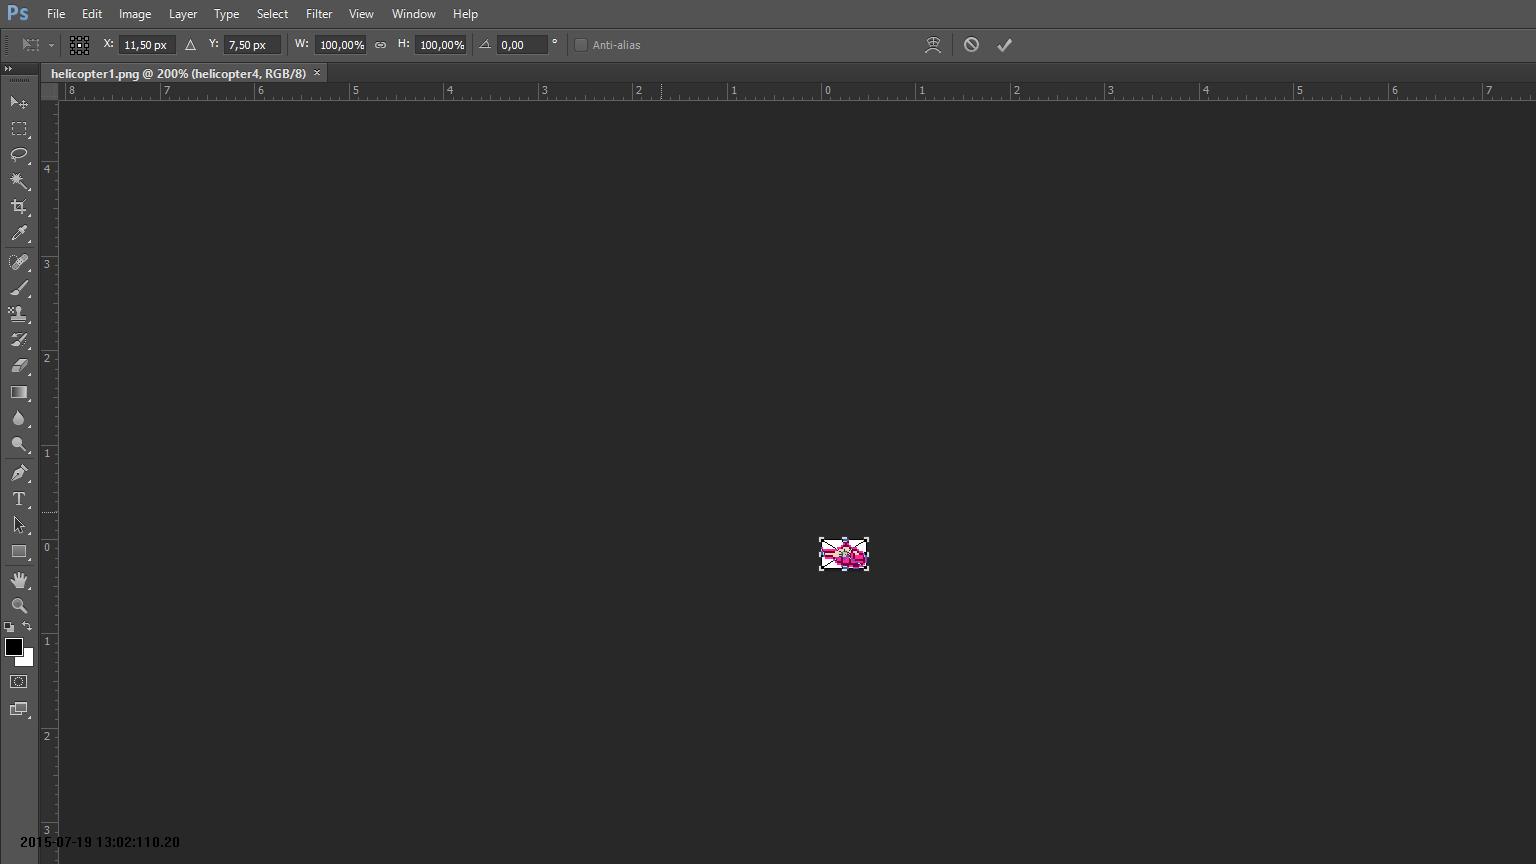 Ps File Edit Image Layer Type Select Filter View Window Help
X: 11,50 px Y: 7,50 px W: 100,00% H: 100,00% 0,00 ° Anti-alias
helicopter1.png @ 200% (helicopter4, RGB/8) ×
8 7 6 5 4 3 2 1 0 1 2 3 4 5 6 7
4
3
2
1
0
1
2
3
T
2015-07-19 13:02:110.20